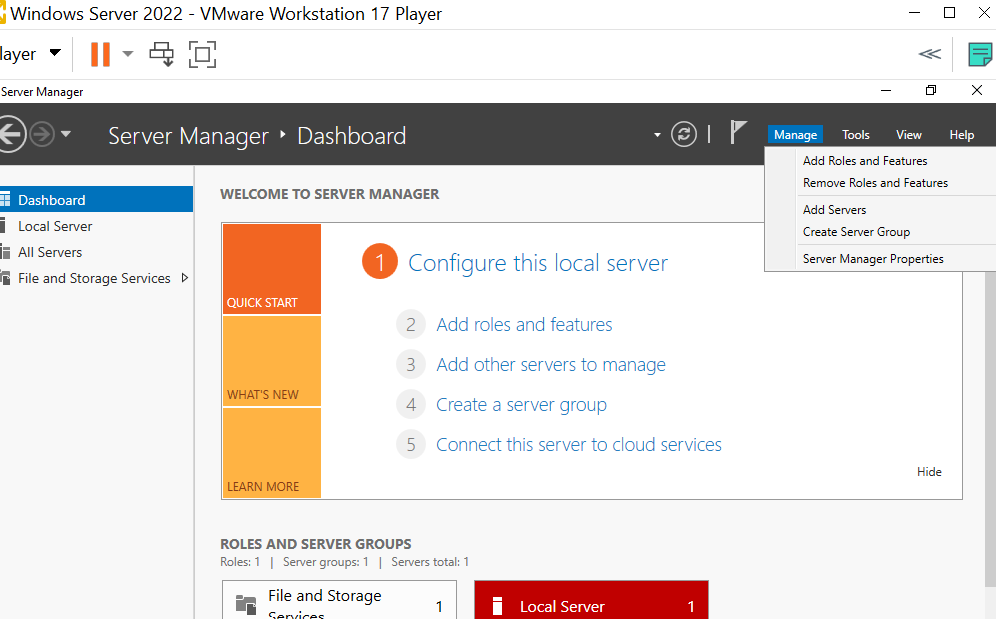 Windows Server 2022 - VMware Workstation 17 Player
layer
Server Manager
Server Manager Dashboard
Manage Tools View Help
Add Roles and Features
Remove Roles and Features
Add Servers
Create Server Group
Server Manager Properties
Dashboard
Local Server
All Servers
File and Storage Services
WELCOME TO SERVER MANAGER
QUICK START
WHAT'S NEW
LEARN MORE
1 Configure this local server
2 Add roles and features
3 Add other servers to manage
4 Create a server group
5 Connect this server to cloud services
Hide
ROLES AND SERVER GROUPS
Roles: 1 | Server groups: 1 | Servers total: 1
File and Storage
Services
1
Local Server 1